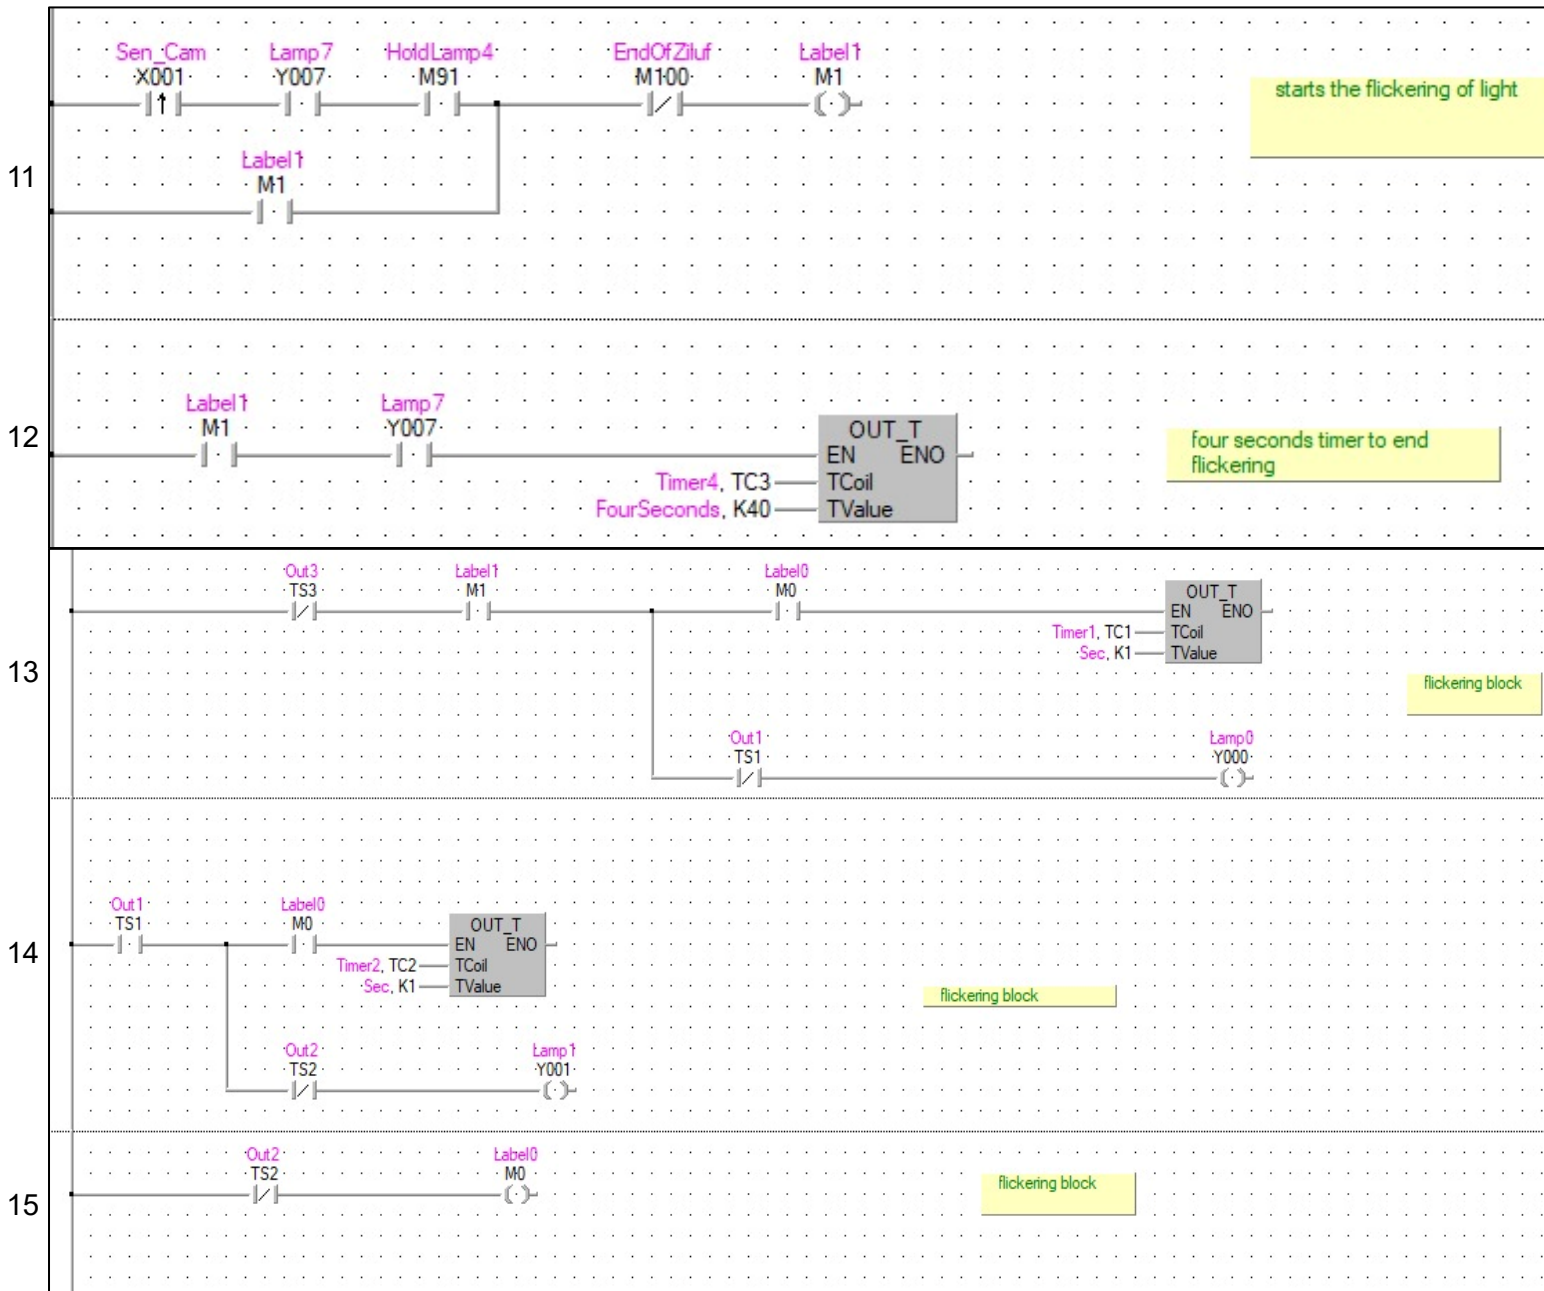 Sen_Cam Lamp7 HoldLamp4 EndOfZiluf Label1
X001 Y007 M91 M100 M1
starts the flickering of light
11
Label1
M1
Label1 Lamp7
M1 Y007
12
OUT_T
EN ENO
Timer4, TC3 TCoil
FourSeconds, K40 TValue
four seconds timer to end
flickering
Out3 Label1 Label0
TS3 M1 M0
OUT_T
EN ENO
Timer1, TC1 TCoil
Sec, K1 TValue
13
flickering block
Out1 Lamp0
TS1 Y000
Out1 Label0
TS1 M0
OUT_T
EN ENO
14
Timer2, TC2 TCoil
Sec, K1 TValue
flickering block
Out2 Lamp1
TS2 Y001
Out2 Label0
TS2 M0
flickering block
15